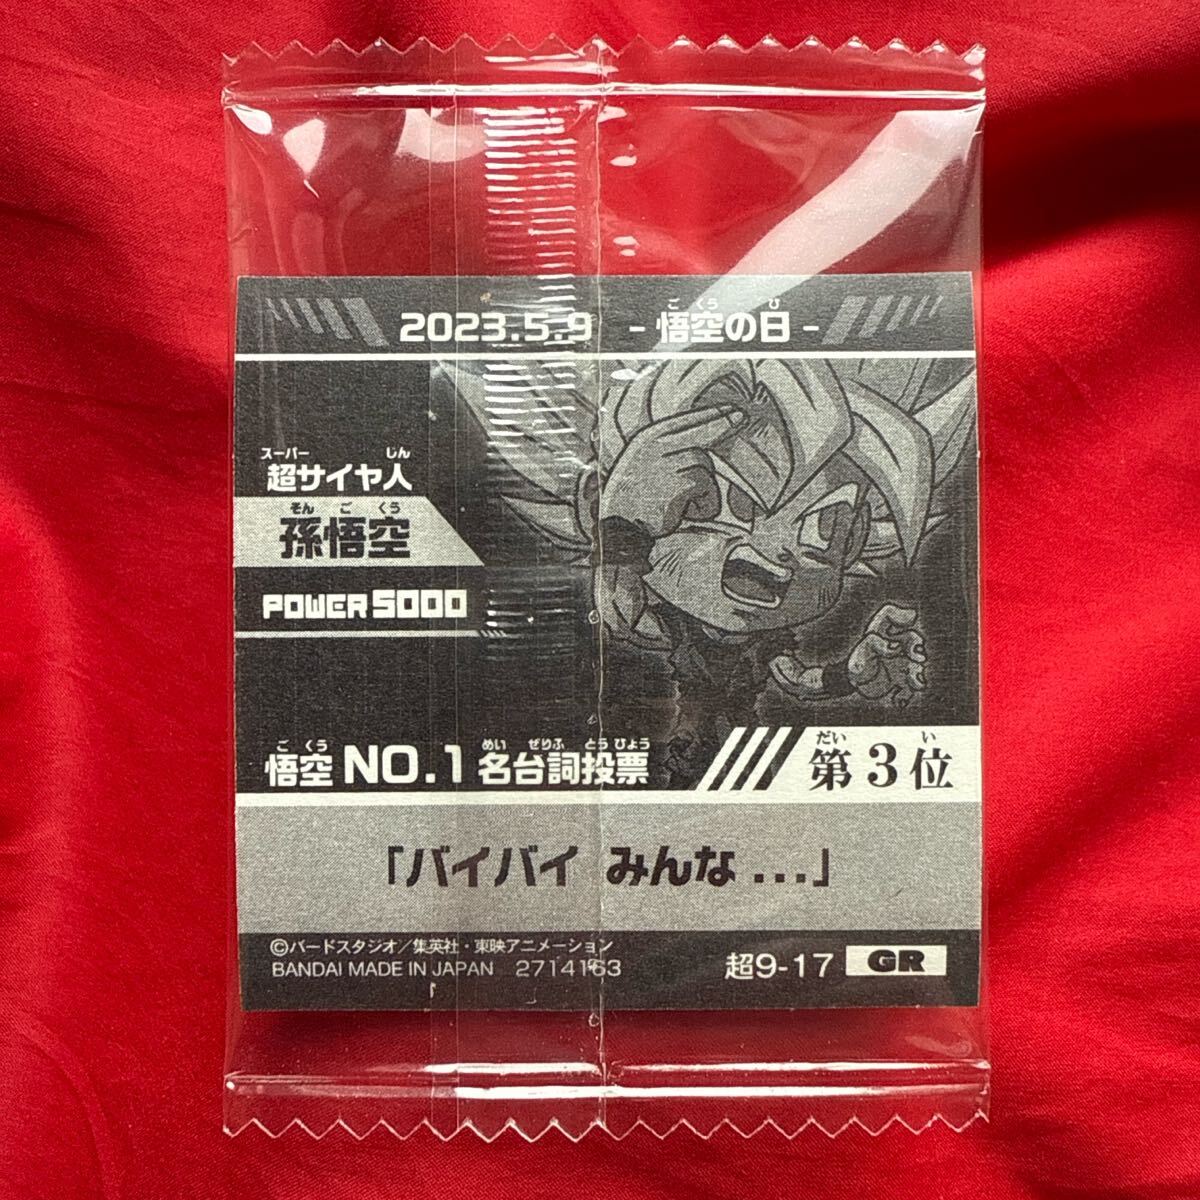 2023.5.9 - 悟空の日 -
ごくう ひ
スーパー じん
超サイヤ人
そん ご くう
孫悟空
POWER 5000
ごくう めい ぜりふ とうひょう
悟空 NO.1 名台詞投票
だい い
第3位
「バイバイ みんな...」
©バードスタジオ/集英社・東映アニメーション
BANDAI MADE IN JAPAN 2714163
超9-17 GR